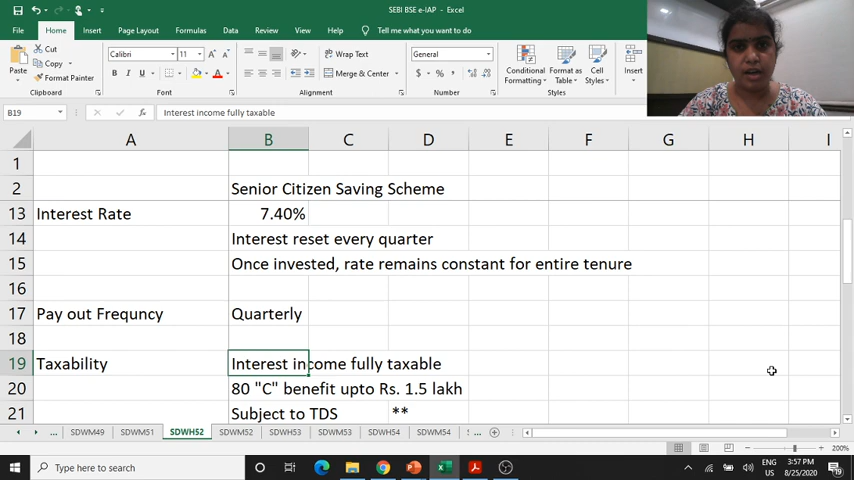 SEBI BSE e-IAP - Excel
File Home Insert Page Layout Formulas Data Review View Help Tell me what you want to do
Cut
Copy
Format Painter
Paste
Calibri 11
B I U
Wrap Text
Merge & Center
General
$ % ,
Conditional Formatting
Format as Table
Cell Styles
Insert
Clipboard Font Alignment Number Styles
B19 fx Interest income fully taxable
A B C D E F G H I
1
2 Senior Citizen Saving Scheme
13 Interest Rate 7.40%
14 Interest reset every quarter
15 Once invested, rate remains constant for entire tenure
16
17 Pay out Frequncy Quarterly
18
19 Taxability Interest income fully taxable
20 80 "C" benefit upto Rs. 1.5 lakh
21 Subject to TDS **
... SDWM49 SDWM51 SDWH52 SDWM52 SDWH53 SDWM53 SDWH54 SDWM54 ...
200%
Type here to search
ENG
US
3:57 PM
8/25/2020
19